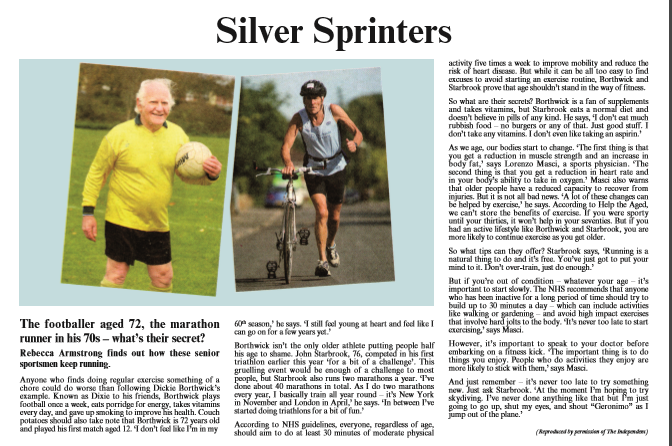 Silver Sprinters
The footballer aged 72, the marathon
runner in his 70s – what's their secret?
Rebecca Armstrong finds out how these senior
sportsmen keep running.
Anyone who finds doing regular exercise something of a
chore could do worse than following Dickie Borthwick's
example. Known as Dixie to his friends, Borthwick plays
football once a week, eats porridge for energy, takes vitamins
every day, and gave up smoking to improve his health. Couch
potatoes should also take note that Borthwick is 72 years old
and played his first match aged 12. 'I don't feel like I'm in my
60th season,' he says. 'I still feel young at heart and feel like I
can go on for a few years yet.'
Borthwick isn't the only older athlete putting people half
his age to shame. John Starbrook, 76, competed in his first
triathlon earlier this year 'for a bit of a challenge'. This
gruelling event would be enough of a challenge to most
people, but Starbrook also runs two marathons a year. 'I've
done about 40 marathons in total. As I do two marathons
every year, I basically train all year round – it's New York
in November and London in April,' he says. 'In between I've
started doing triathlons for a bit of fun.'
According to NHS guidelines, everyone, regardless of age,
should aim to do at least 30 minutes of moderate physical
activity five times a week to improve mobility and reduce the
risk of heart disease. But while it can be all too easy to find
excuses to avoid starting an exercise routine, Borthwick and
Starbrook prove that age shouldn't stand in the way of fitness.
So what are their secrets? Borthwick is a fan of supplements
and takes vitamins, but Starbrook eats a normal diet and
doesn't believe in pills of any kind. He says, 'I don't eat much
rubbish food – no burgers or any of that. Just good stuff. I
don't take any vitamins. I don't even like taking an aspirin.'
As we age, our bodies start to change. 'The first thing is that
you get a reduction in muscle strength and an increase in
body fat,' says Lorenzo Masci, a sports physician. 'The
second thing is that you get a reduction in heart rate and
in your body's ability to take in oxygen.' Masci also warns
that older people have a reduced capacity to recover from
injuries. But it is not all bad news. 'A lot of these changes can
be helped by exercise,' he says. According to Help the Aged,
we can't store the benefits of exercise. If you were sporty
until your thirties, it won't help in your seventies. But if you
had an active lifestyle like Borthwick and Starbrook, you are
more likely to continue exercise as you get older.
So what tips can they offer? Starbrook says, 'Running is a
natural thing to do and it's free. You've just got to put your
mind to it. Don't over-train, just do enough.'
But if you're out of condition – whatever your age – it's
important to start slowly. The NHS recommends that anyone
who has been inactive for a long period of time should try to
build up to 30 minutes a day – which can include activities
like walking or gardening – and avoid high impact exercises
that involve hard jolts to the body. 'It's never too late to start
exercising,' says Masci.
However, it's important to speak to your doctor before
embarking on a fitness kick. 'The important thing is to do
things you enjoy. People who do activities they enjoy are
more likely to stick with them,' says Masci.
And just remember – it's never too late to try something
new. Just ask Starbrook. 'At the moment I'm hoping to try
skydiving. I've never done anything like that but I'm just
going to go up, shut my eyes, and shout “Geronimo” as I
jump out of the plane.'
(Reproduced by permission of The Independent)